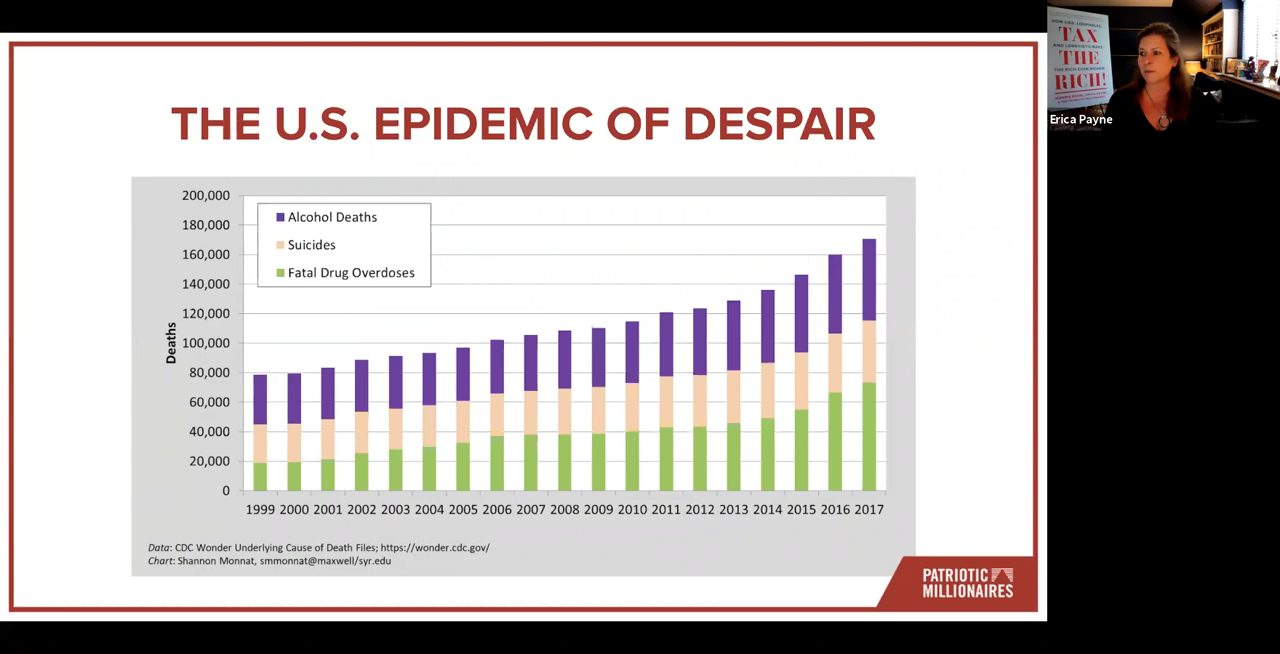 THE U.S. EPIDEMIC OF DESPAIR
200,000
180,000
160,000
140,000
120,000
100,000
80,000
60,000
40,000
20,000
0
Deaths
Alcohol Deaths
Suicides
Fatal Drug Overdoses
1999 2000 2001 2002 2003 2004 2005 2006 2007 2008 2009 2010 2011 2012 2013 2014 2015 2016 2017
Data: CDC Wonder Underlying Cause of Death Files; https://wonder.cdc.gov/
Chart: Shannon Monnat, smmonnat@maxwell/syr.edu
PATRIOTIC
MILLIONAIRES
TAX
THE
RICH!
Erica Payne